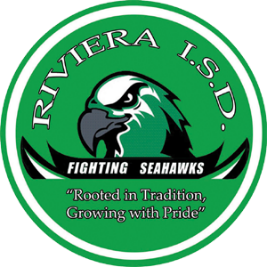 RIVIERA I.S.D.
FIGHTING SEAHAWKS
"Rooted in Tradition,
Growing with Pride"